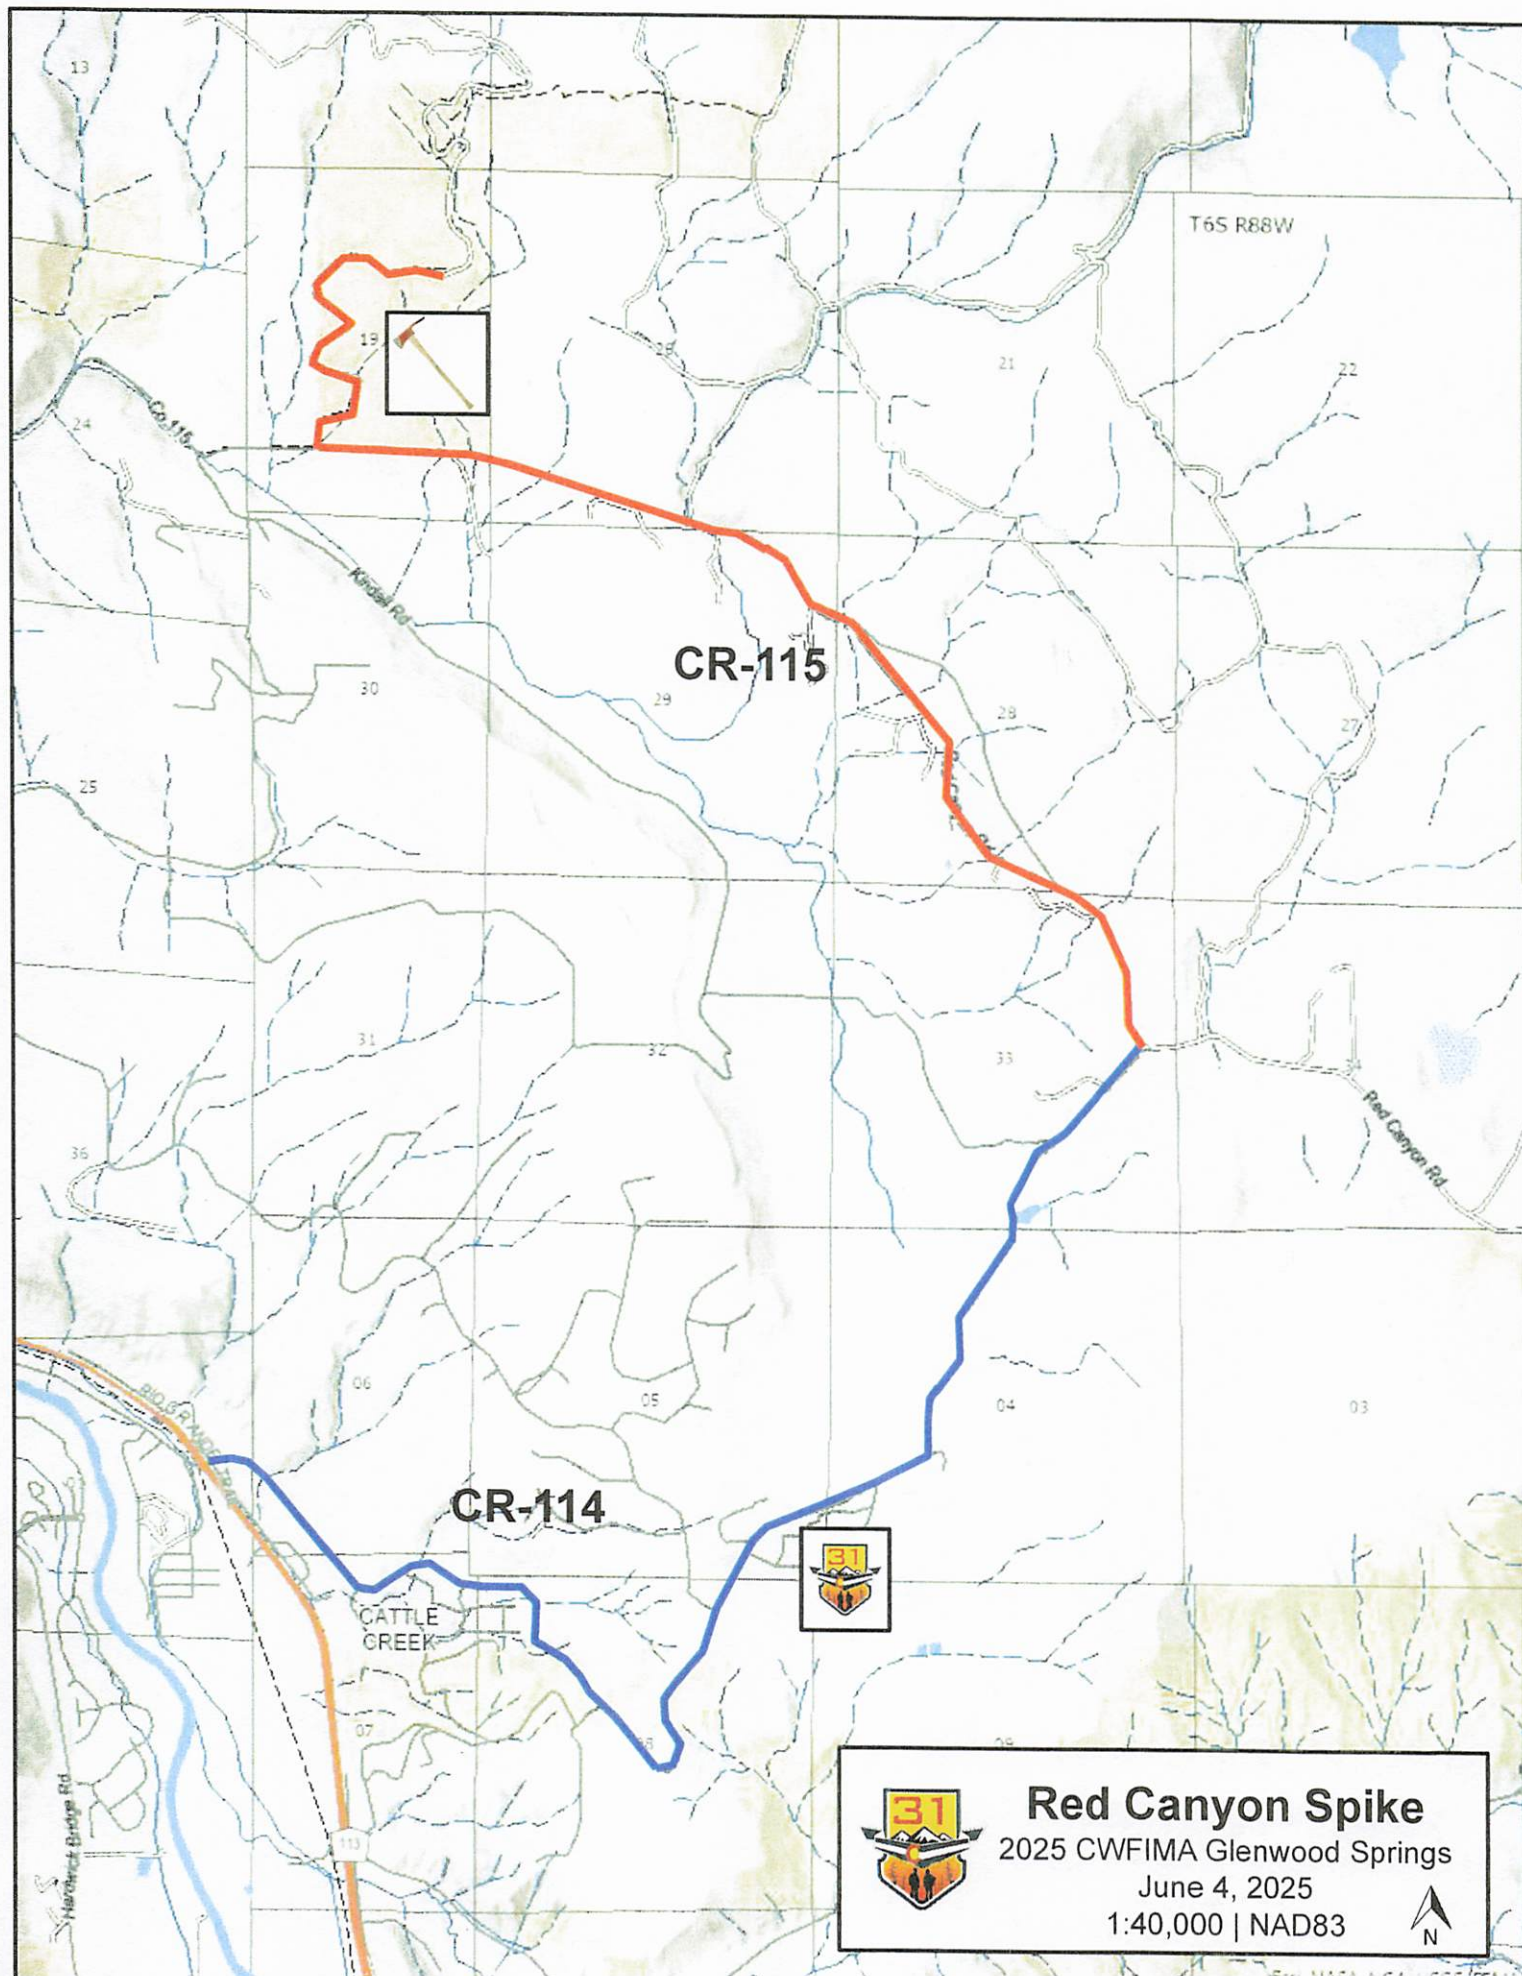 13
T6S R88W
19
21
22
24
Co 115
Kindall Rd
CR-115
30
29
28
27
25
31
32
33
36
Red Canyon Rd
06
05
04
03
RIO GRANDE TRAIL
CR-114
31
CATTLE
CREEK
07
09
113
Hardwick Bridge Rd
31
Red Canyon Spike
2025 CWFIMA Glenwood Springs
June 4, 2025
1:40,000 | NAD83
N